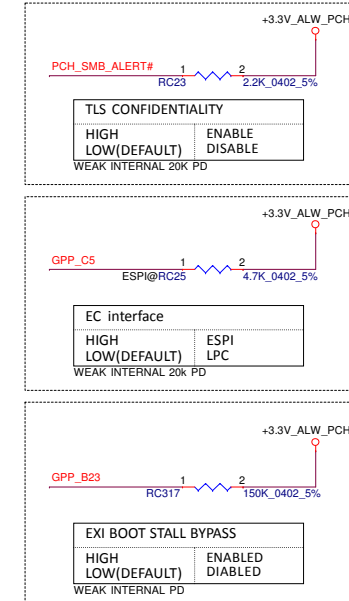 +3.3V_ALW_PCH
PCH_SMB_ALERT# 1 2
RC23 2.2K_0402_5%
TLS CONFIDENTIALITY
HIGH ENABLE
LOW(DEFAULT) DISABLE
WEAK INTERNAL 20K PD
+3.3V_ALW_PCH
GPP_C5 1 2
ESPI@RC25 4.7K_0402_5%
EC interface
HIGH ESPI
LOW(DEFAULT) LPC
WEAK INTERNAL 20k PD
+3.3V_ALW_PCH
GPP_B23 1 2
RC317 150K_0402_5%
EXI BOOT STALL BYPASS
HIGH ENABLED
LOW(DEFAULT) DIABLED
WEAK INTERNAL PD